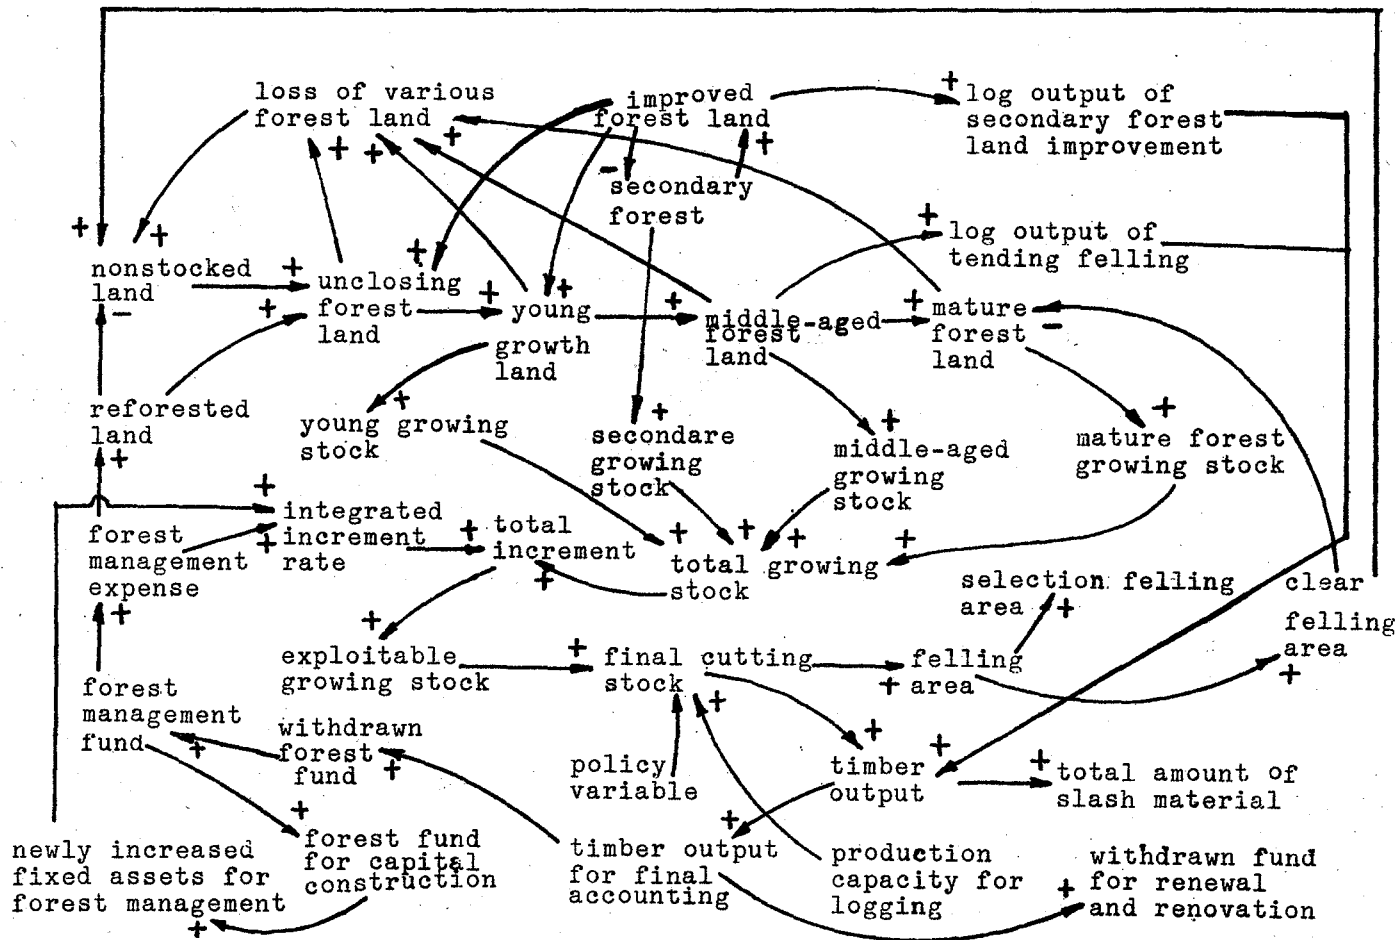 loss of various
forest land
improved
forest land
log output of
secondary forest
land improvement
secondary
forest
log output of
tending felling
nonstocked
land
unclosing
forest
land
young
growth
land
middle-aged
forest
land
mature
forest
land
reforested
land
young growing
stock
secondare
growing
stock
middle-aged
growing
stock
mature forest
growing stock
integrated
increment
rate
total
increment
forest
management
expense
total growing
stock
selection felling
area
clear
felling
area
exploitable
growing stock
final cutting
stock
felling
area
forest
management
fund
withdrawn
forest
fund
policy
variable
timber
output
total amount of
slash material
newly increased
fixed assets for
forest management
forest fund
for capital
construction
timber output
for final
accounting
production
capacity for
logging
withdrawn fund
for renewal
and renovation